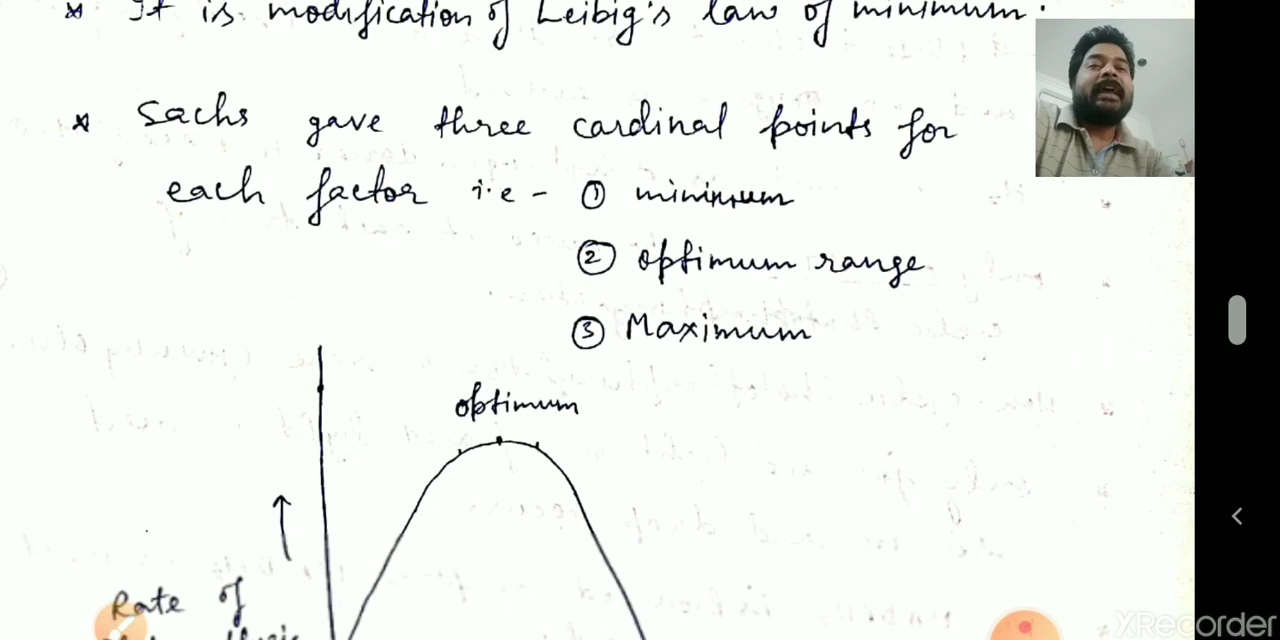 * It is modification of Leibig's law of minimum.
* Sachs gave three cardinal points for
each factor i.e - ① minimum
② optimum range
③ Maximum
optimum
Rate of
XRecorder